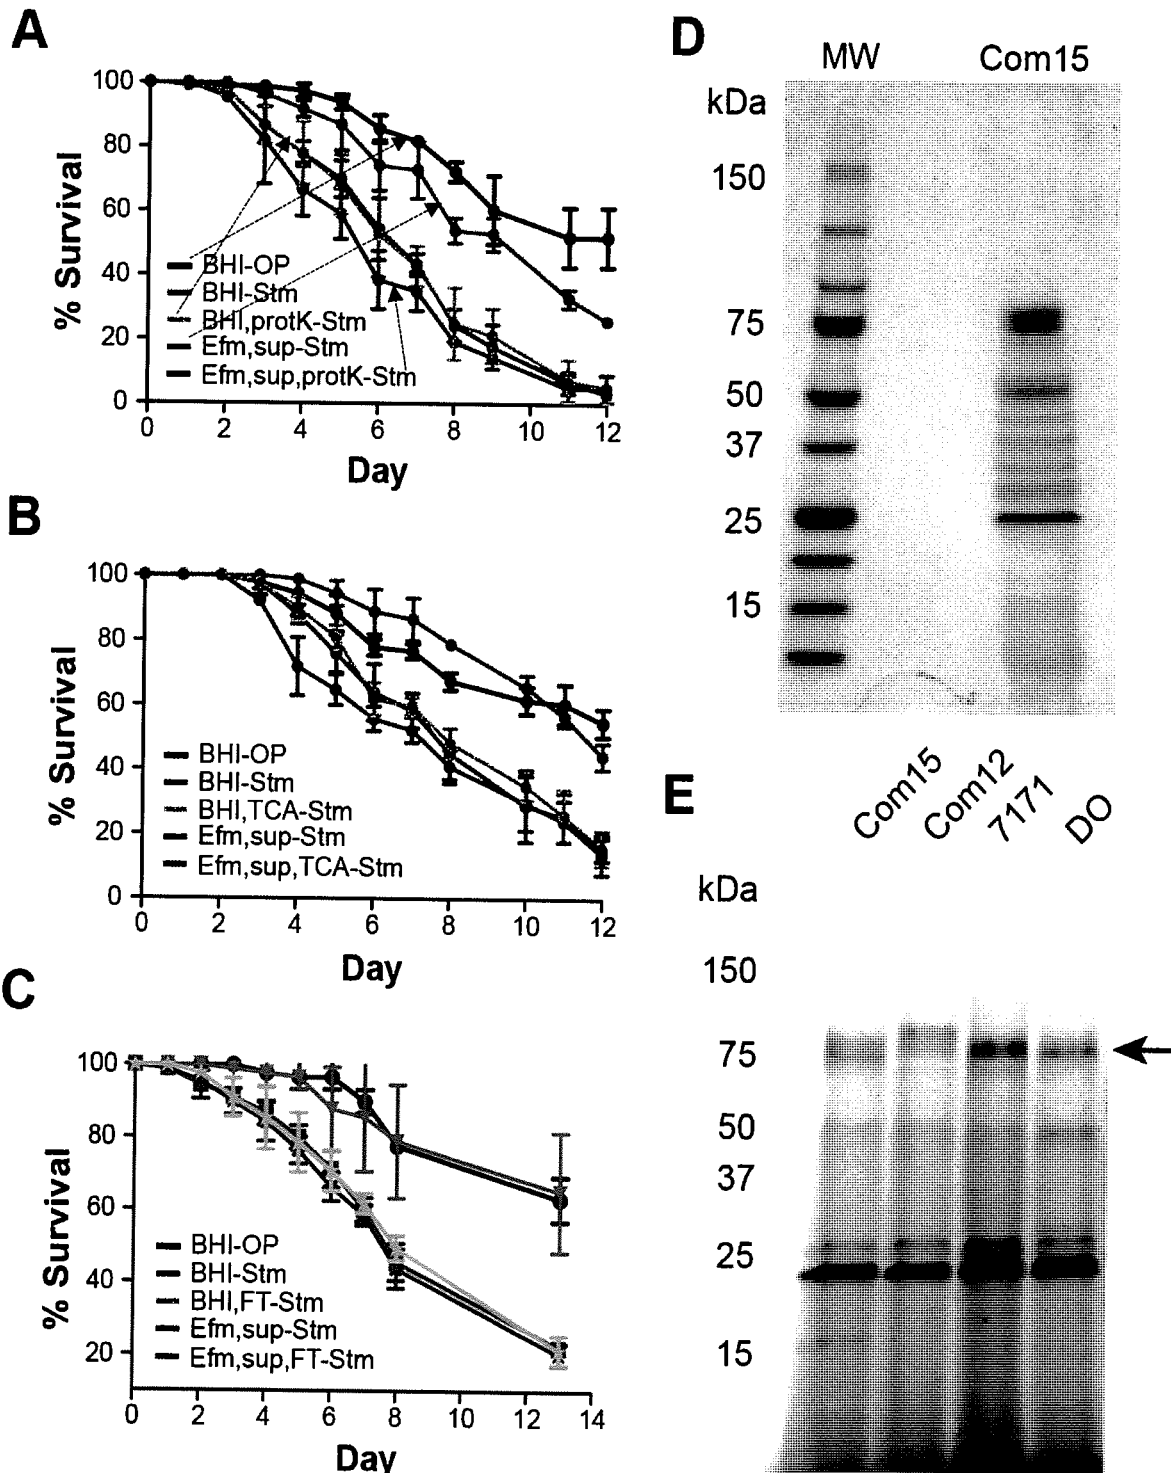 A
% Survival
100
80
60
40
20
0
BHI-OP
BHI-Stm
BHI,protK-Stm
Efm,sup-Stm
Efm,sup,protK-Stm
0 2 4 6 8 10 12
Day
B
% Survival
100
80
60
40
20
0
BHI-OP
BHI-Stm
BHI,TCA-Stm
Efm,sup-Stm
Efm,sup,TCA-Stm
0 2 4 6 8 10 12
Day
C
% Survival
100
80
60
40
20
BHI-OP
BHI-Stm
BHI,FT-Stm
Efm,sup-Stm
Efm,sup,FT-Stm
0 2 4 6 8 10 12 14
Day
D
MW Com15
kDa
150
75
50
37
25
15
E
Com15 Com12 7171 DO
kDa
150
75
50
37
25
15